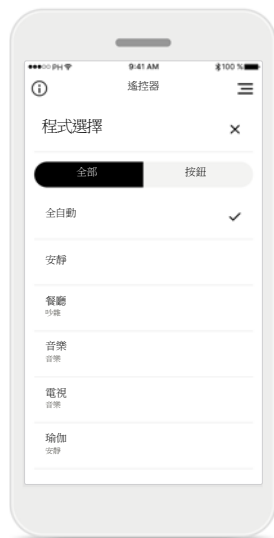 PH 9:41 AM 100 %
遙控器
程式選擇
全部 按鈕
全自動
安靜
餐廳
吵雜
音樂
音樂
電視
音樂
瑜伽
安靜